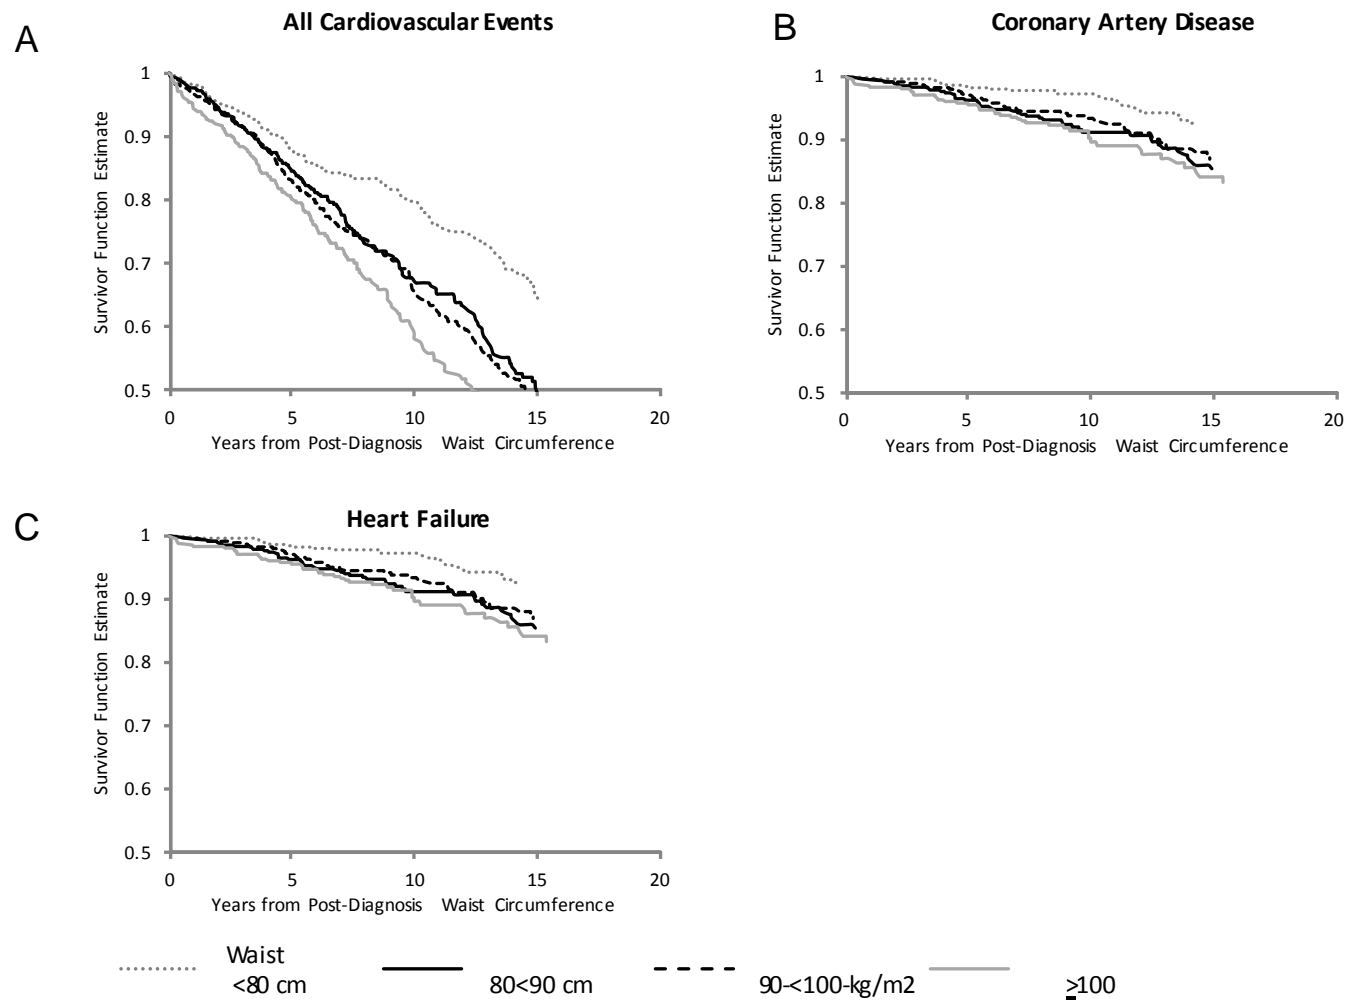 A
All Cardiovascular Events
Survivor Function Estimate
1
0.9
0.8
0.7
0.6
0.5
0 5 10 15 20
Years from Post-Diagnosis Waist Circumference
B
Coronary Artery Disease
Survivor Function Estimate
1
0.9
0.8
0.7
0.6
0.5
0 5 10 15 20
Years from Post-Diagnosis Waist Circumference
C
Heart Failure
Survivor Function Estimate
1
0.9
0.8
0.7
0.6
0.5
0 5 10 15 20
Years from Post-Diagnosis Waist Circumference
Waist
<80 cm 80<90 cm 90-<100-kg/m2 ≥100